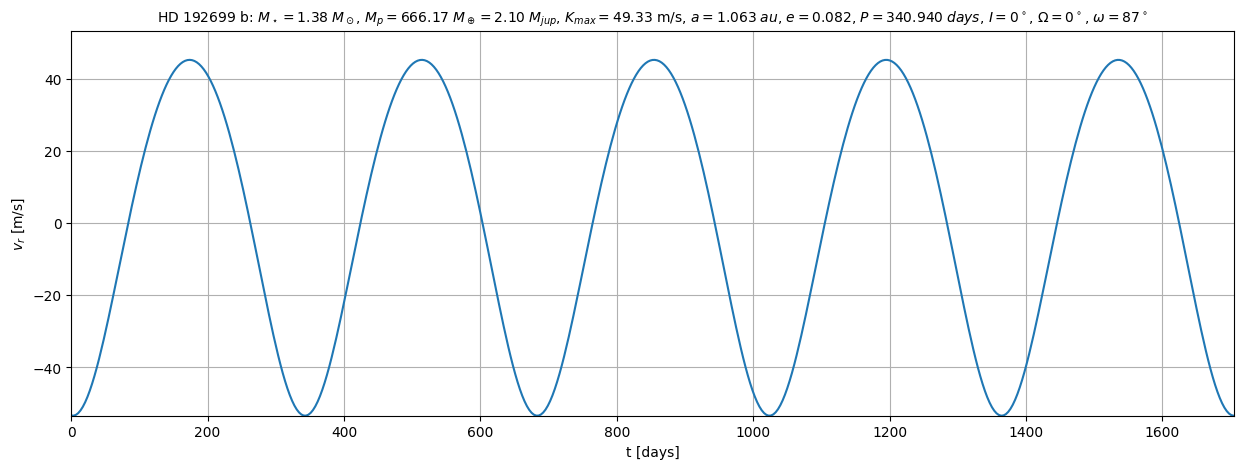 HD 192699 b: M⋆ = 1.38 M⊙, Mp = 666.17 M⊕ = 2.10 Mjup, Kmax = 49.33 m/s, a = 1.063 au, e = 0.082, P = 340.940 days, I = 0°, Ω = 0°, ω = 87°
vr [m/s]
40
20
0
−20
−40
0 200 400 600 800 1000 1200 1400 1600
t [days]